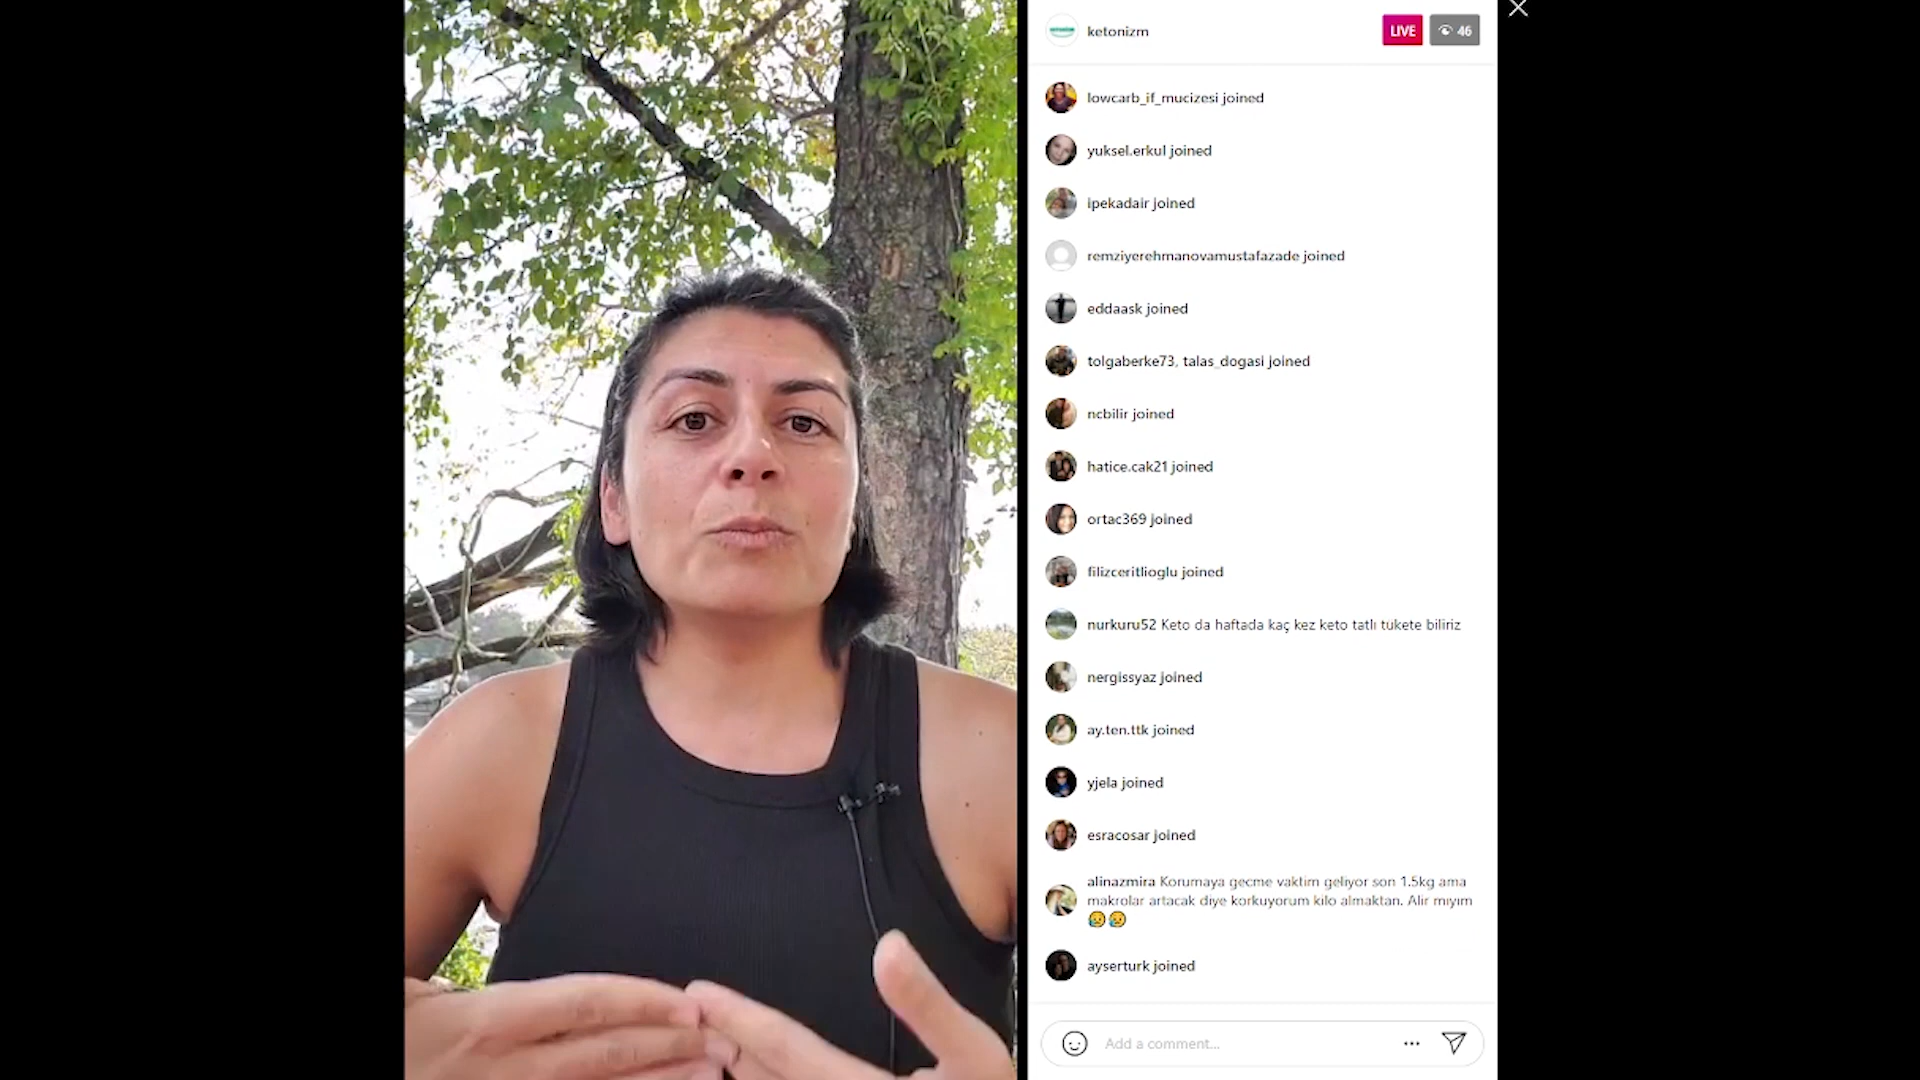 ketonizm
LIVE
46
lowcarb_if_mucizesi joined
yuksel.erkul joined
ipekadair joined
remziyerehmanovamustafazade joined
eddaask joined
tolgaberke73, talas_dogasi joined
ncbilir joined
hatice.cak21 joined
ortac369 joined
filizceritlioglu joined
nurkuru52 Keto da haftada kaç kez keto tatlı tukete biliriz
nergissyaz joined
ay.ten.ttk joined
yjela joined
esracosar joined
alinazmira Korumaya gecme vaktim geliyor son 1.5kg ama
makrolar artacak diye korkuyorum kilo almaktan. Alir mıyım
😥😥
ayserturk joined
Add a comment...